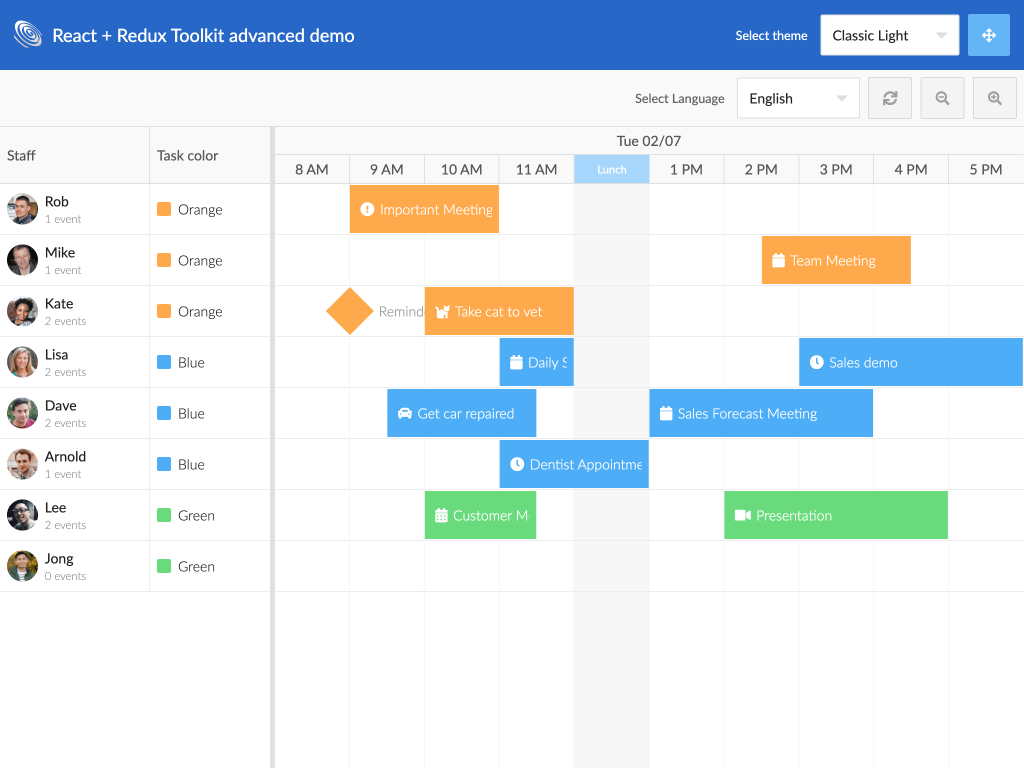 React + Redux Toolkit advanced demo
Select theme
Classic Light
Select Language
English
Staff
Task color
Tue 02/07
8 AM
9 AM
10 AM
11 AM
Lunch
1 PM
2 PM
3 PM
4 PM
5 PM
Rob
1 event
Orange
Important Meeting
Mike
1 event
Orange
Team Meeting
Kate
2 events
Orange
Remind
Take cat to vet
Lisa
2 events
Blue
Daily S
Sales demo
Dave
2 events
Blue
Get car repaired
Sales Forecast Meeting
Arnold
1 event
Blue
Dentist Appointme
Lee
2 events
Green
Customer M
Presentation
Jong
0 events
Green